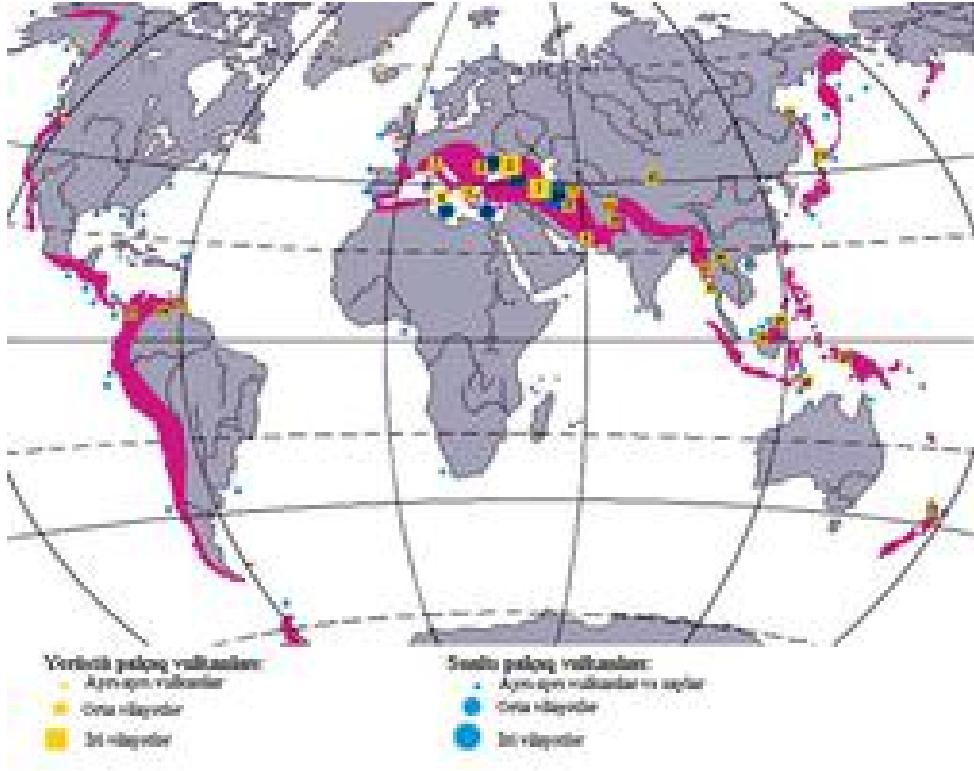 Yerüstü palçıq vulkanları:
Ayrı-ayrı vulkanlar
Orta vilayətlər
İri vilayətlər
Sualtı palçıq vulkanları:
Ayrı-ayrı vulkanlar və
Orta vilayətlər
İri vilayətlər